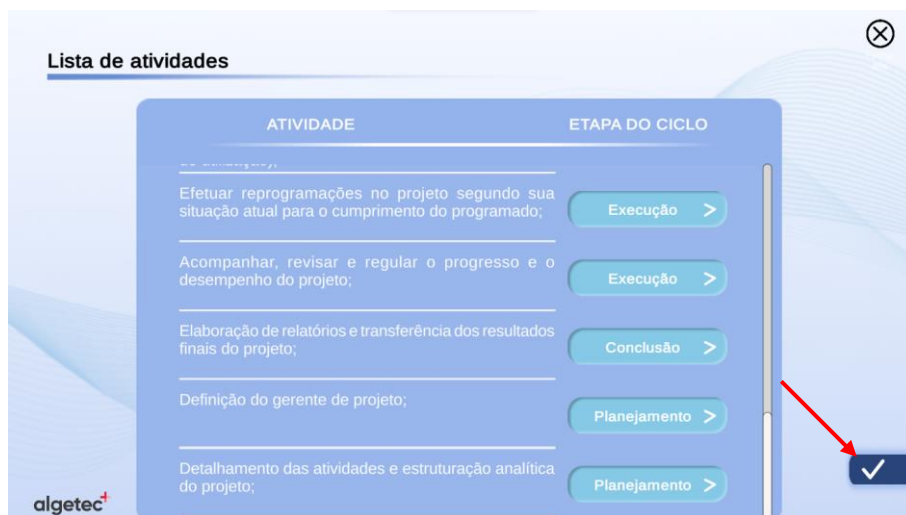 Lista de atividades
ATIVIDADE ETAPA DO CICLO
Efetuar reprogramações no projeto segundo sua
situação atual para o cumprimento do programado;
Execução >
Acompanhar, revisar e regular o progresso e o
desempenho do projeto;
Execução >
Elaboração de relatórios e transferência dos resultados
finais do projeto;
Conclusão >
Definição do gerente de projeto;
Planejamento >
Detalhamento das atividades e estruturação analítica
do projeto;
Planejamento >
algetec+